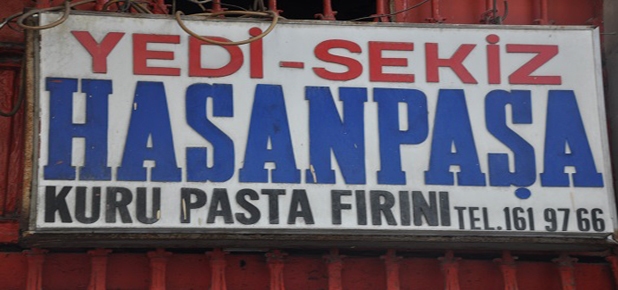 YEDİ-SEKİZ
HASANPAŞA
KURU PASTA FIRINI TEL.161 97 66